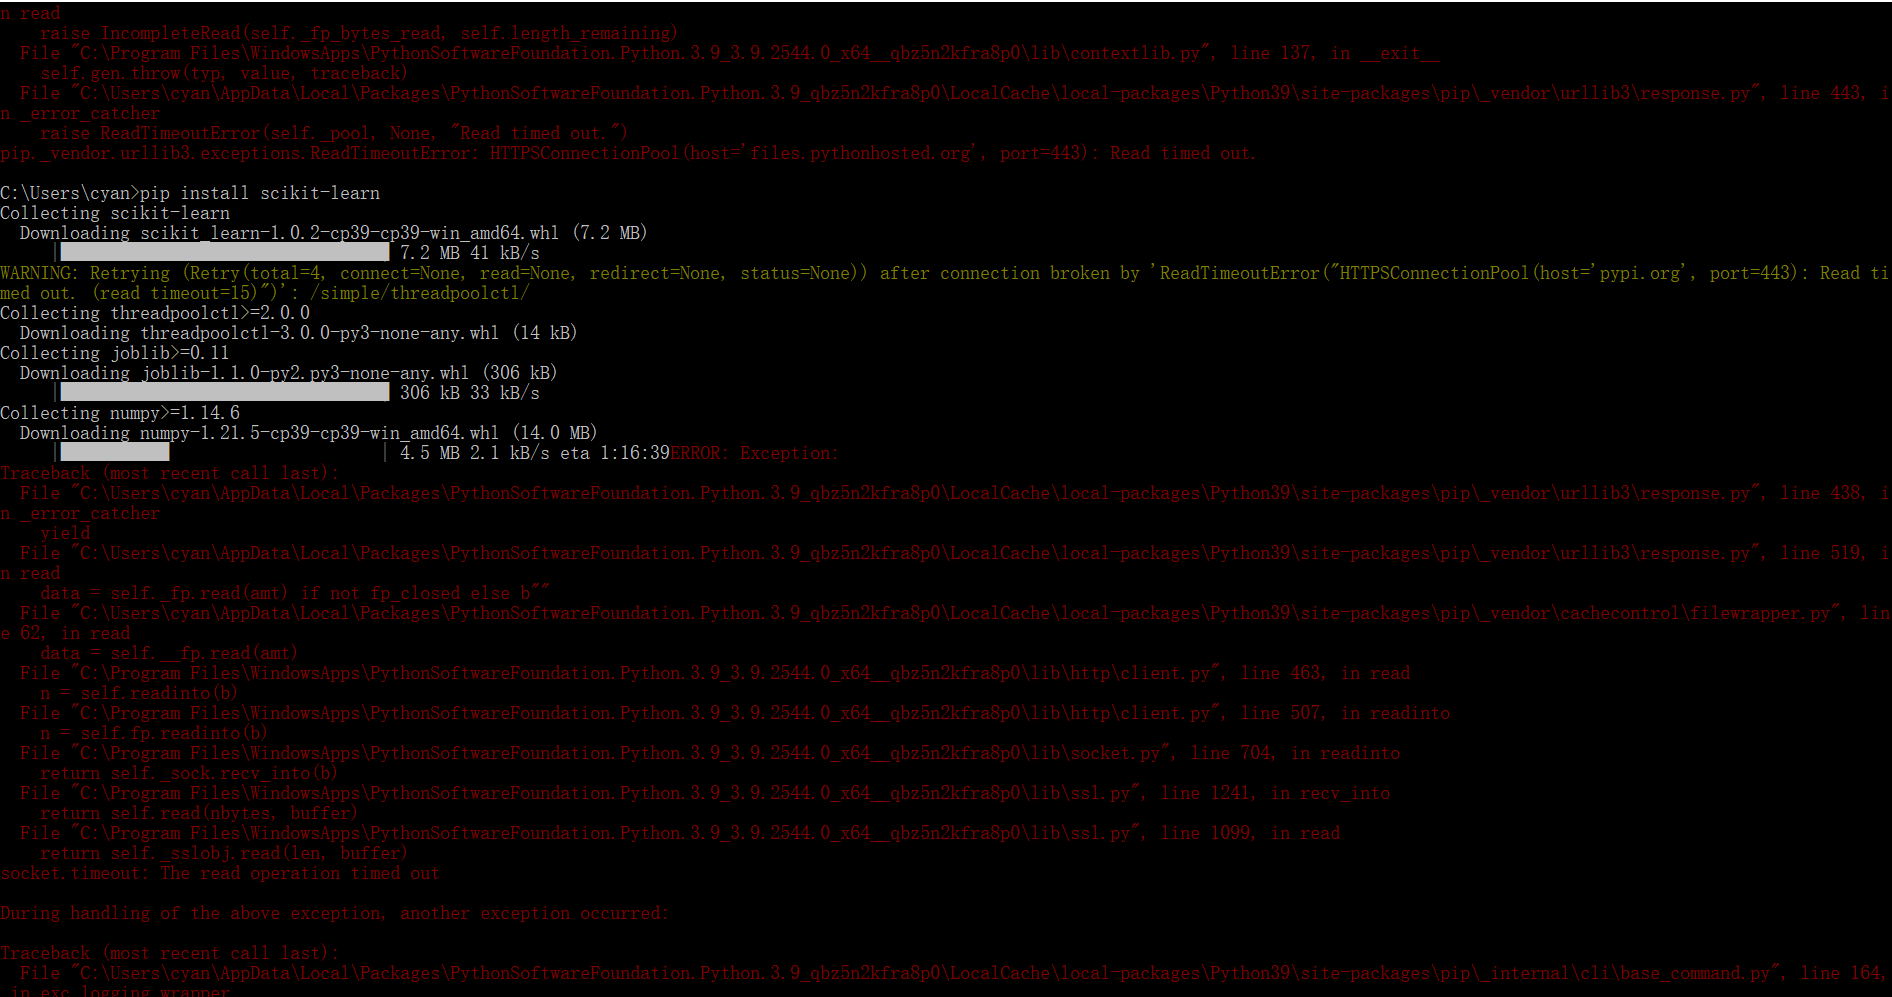 n read
    raise IncompleteRead(self._fp_bytes_read, self.length_remaining)
  File "C:\Program Files\WindowsApps\PythonSoftwareFoundation.Python.3.9_3.9.2544.0_x64__qbz5n2kfra8p0\lib\contextlib.py", line 137, in __exit__
    self.gen.throw(typ, value, traceback)
  File "C:\Users\cyan\AppData\Local\Packages\PythonSoftwareFoundation.Python.3.9_qbz5n2kfra8p0\LocalCache\local-packages\Python39\site-packages\pip\_vendor\urllib3\response.py", line 443, i
n _error_catcher
    raise ReadTimeoutError(self._pool, None, "Read timed out.")
pip._vendor.urllib3.exceptions.ReadTimeoutError: HTTPSConnectionPool(host='files.pythonhosted.org', port=443): Read timed out.

C:\Users\cyan>pip install scikit-learn
Collecting scikit-learn
  Downloading scikit_learn-1.0.2-cp39-cp39-win_amd64.whl (7.2 MB)
     | 7.2 MB 41 kB/s
WARNING: Retrying (Retry(total=4, connect=None, read=None, redirect=None, status=None)) after connection broken by 'ReadTimeoutError("HTTPSConnectionPool(host='pypi.org', port=443): Read ti
med out. (read timeout=15)")': /simple/threadpoolctl/
Collecting threadpoolctl>=2.0.0
  Downloading threadpoolctl-3.0.0-py3-none-any.whl (14 kB)
Collecting joblib>=0.11
  Downloading joblib-1.1.0-py2.py3-none-any.whl (306 kB)
     | 306 kB 33 kB/s
Collecting numpy>=1.14.6
  Downloading numpy-1.21.5-cp39-cp39-win_amd64.whl (14.0 MB)
     | | 4.5 MB 2.1 kB/s eta 1:16:39ERROR: Exception:
Traceback (most recent call last):
  File "C:\Users\cyan\AppData\Local\Packages\PythonSoftwareFoundation.Python.3.9_qbz5n2kfra8p0\LocalCache\local-packages\Python39\site-packages\pip\_vendor\urllib3\response.py", line 438, i
n _error_catcher
    yield
  File "C:\Users\cyan\AppData\Local\Packages\PythonSoftwareFoundation.Python.3.9_qbz5n2kfra8p0\LocalCache\local-packages\Python39\site-packages\pip\_vendor\urllib3\response.py", line 519, i
n read
    data = self._fp.read(amt) if not fp_closed else b""
  File "C:\Users\cyan\AppData\Local\Packages\PythonSoftwareFoundation.Python.3.9_qbz5n2kfra8p0\LocalCache\local-packages\Python39\site-packages\pip\_vendor\cachecontrol\filewrapper.py", lin
e 62, in read
    data = self.__fp.read(amt)
  File "C:\Program Files\WindowsApps\PythonSoftwareFoundation.Python.3.9_3.9.2544.0_x64__qbz5n2kfra8p0\lib\http\client.py", line 463, in read
    n = self.readinto(b)
  File "C:\Program Files\WindowsApps\PythonSoftwareFoundation.Python.3.9_3.9.2544.0_x64__qbz5n2kfra8p0\lib\http\client.py", line 507, in readinto
    n = self.fp.readinto(b)
  File "C:\Program Files\WindowsApps\PythonSoftwareFoundation.Python.3.9_3.9.2544.0_x64__qbz5n2kfra8p0\lib\socket.py", line 704, in readinto
    return self._sock.recv_into(b)
  File "C:\Program Files\WindowsApps\PythonSoftwareFoundation.Python.3.9_3.9.2544.0_x64__qbz5n2kfra8p0\lib\ssl.py", line 1241, in recv_into
    return self.read(nbytes, buffer)
  File "C:\Program Files\WindowsApps\PythonSoftwareFoundation.Python.3.9_3.9.2544.0_x64__qbz5n2kfra8p0\lib\ssl.py", line 1099, in read
    return self._sslobj.read(len, buffer)
socket.timeout: The read operation timed out

During handling of the above exception, another exception occurred:

Traceback (most recent call last):
  File "C:\Users\cyan\AppData\Local\Packages\PythonSoftwareFoundation.Python.3.9_qbz5n2kfra8p0\LocalCache\local-packages\Python39\site-packages\pip\_internal\cli\base_command.py", line 164,
 in exc_logging_wrapper